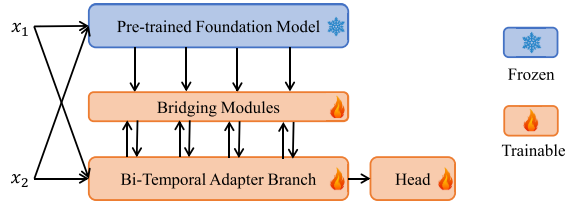 x₁
Pre-trained Foundation Model
Frozen
Bridging Modules
Trainable
x₂
Bi-Temporal Adapter Branch
Head